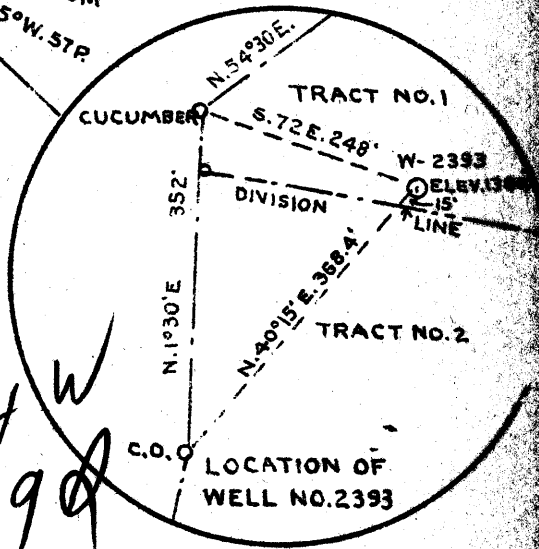 5°W. 57P.
N.54°30'E.
TRACT NO.1
CUCUMBER
S.72 E. 248'
W-2393
ELEV.
15'
352'
DIVISION
LINE
N.1°30'E
N.40°15'E. 368.4'
TRACT NO.2
W
C.O.
LOCATION OF
WELL NO.2393